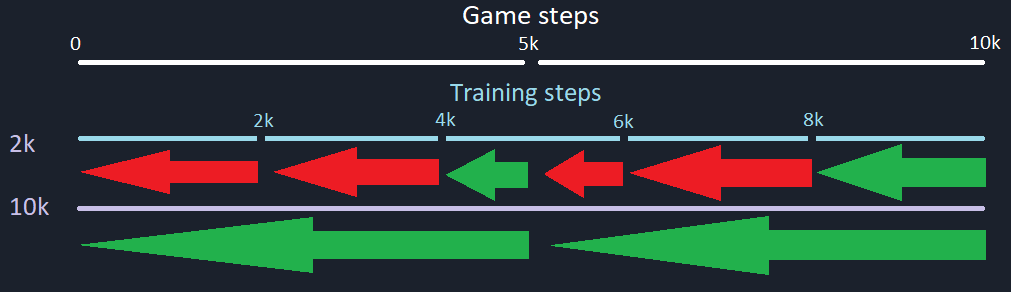 Game steps
0 5k 10k
Training steps
2k 4k 6k 8k
2k
10k